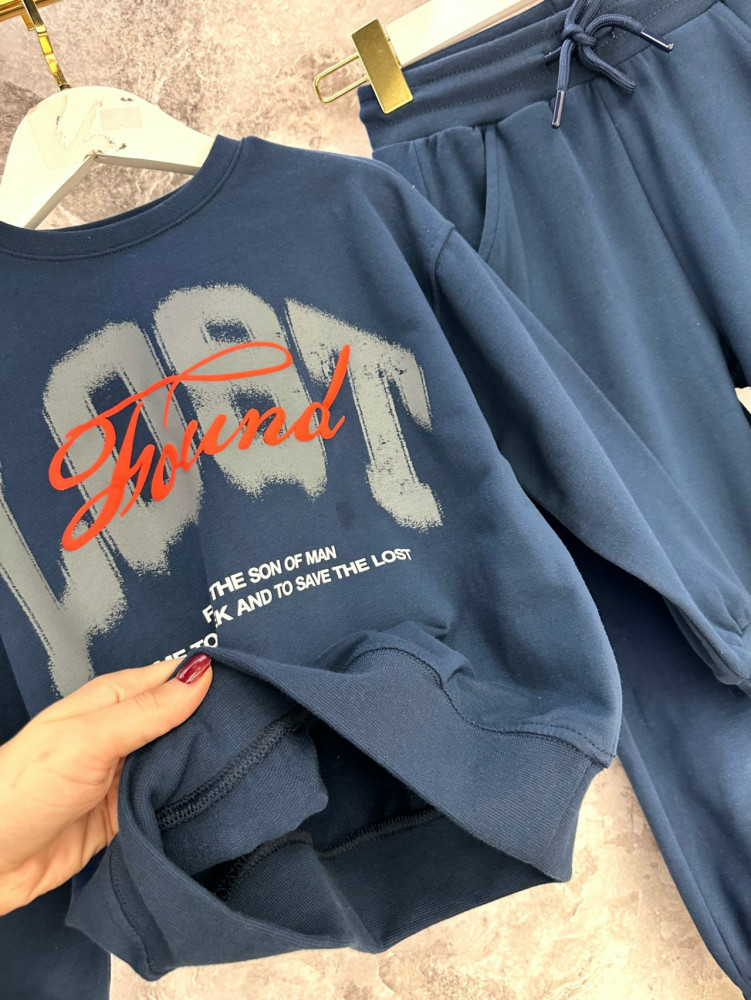 LOST
Found
THE SON OF MAN
AND TO SAVE THE LOST